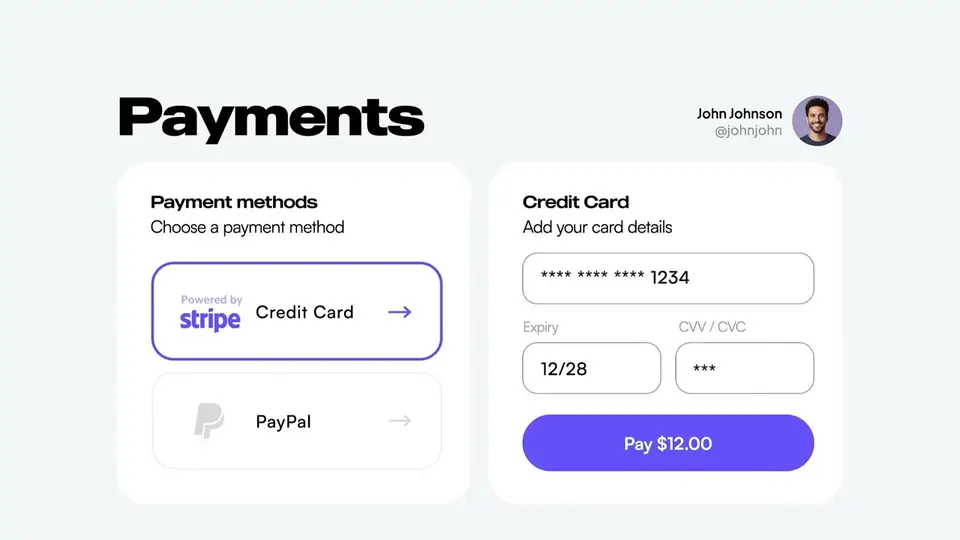 Payments
John Johnson
@johnjohn
Payment methods
Choose a payment method
Powered by
stripe
Credit Card
PayPal
Credit Card
Add your card details
**** **** **** 1234
Expiry
CVV / CVC
12/28
***
Pay $12.00